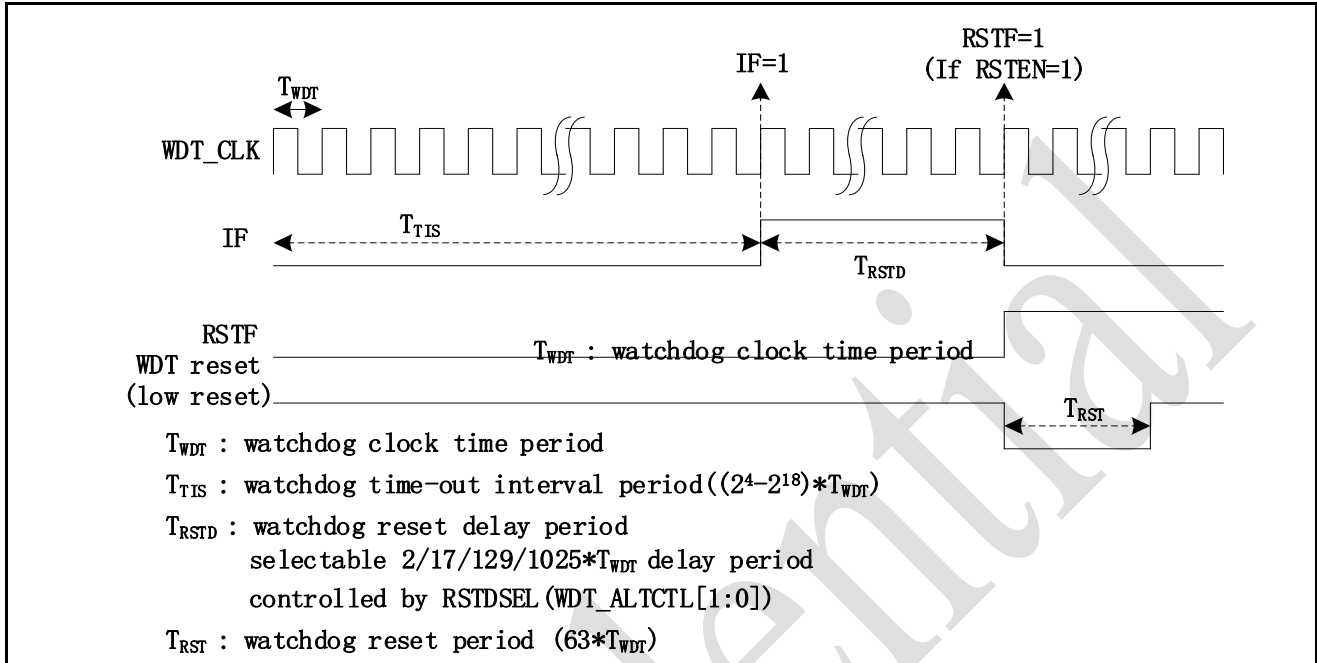 RSTF=1
IF=1
(If RSTEN=1)
TWDT
WDT_CLK
IF
TTIS
TRSTD
RSTF
TWDT : watchdog clock time period
WDT reset
(low reset)
TRST
TWDT : watchdog clock time period
TTIS : watchdog time-out interval period((2⁴-2¹⁸)*TWDT)
TRSTD : watchdog reset delay period
selectable 2/17/129/1025*TWDT delay period
controlled by RSTDSEL(WDT_ALTCTL[1:0])
TRST : watchdog reset period (63*TWDT)